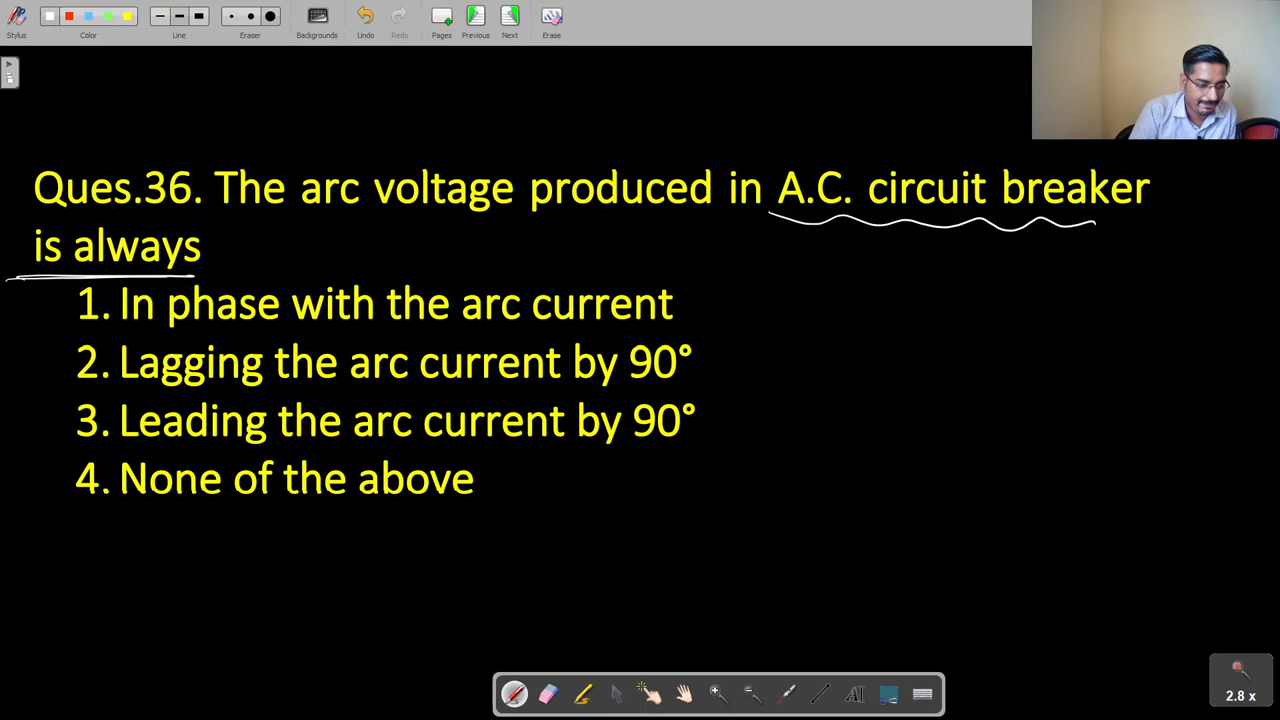 Stylus Color Line Eraser Backgrounds Undo Redo Pages Previous Next Erase
Ques.36. The arc voltage produced in A.C. circuit breaker
is always
1. In phase with the arc current
2. Lagging the arc current by 90°
3. Leading the arc current by 90°
4. None of the above
AI
2.8 x